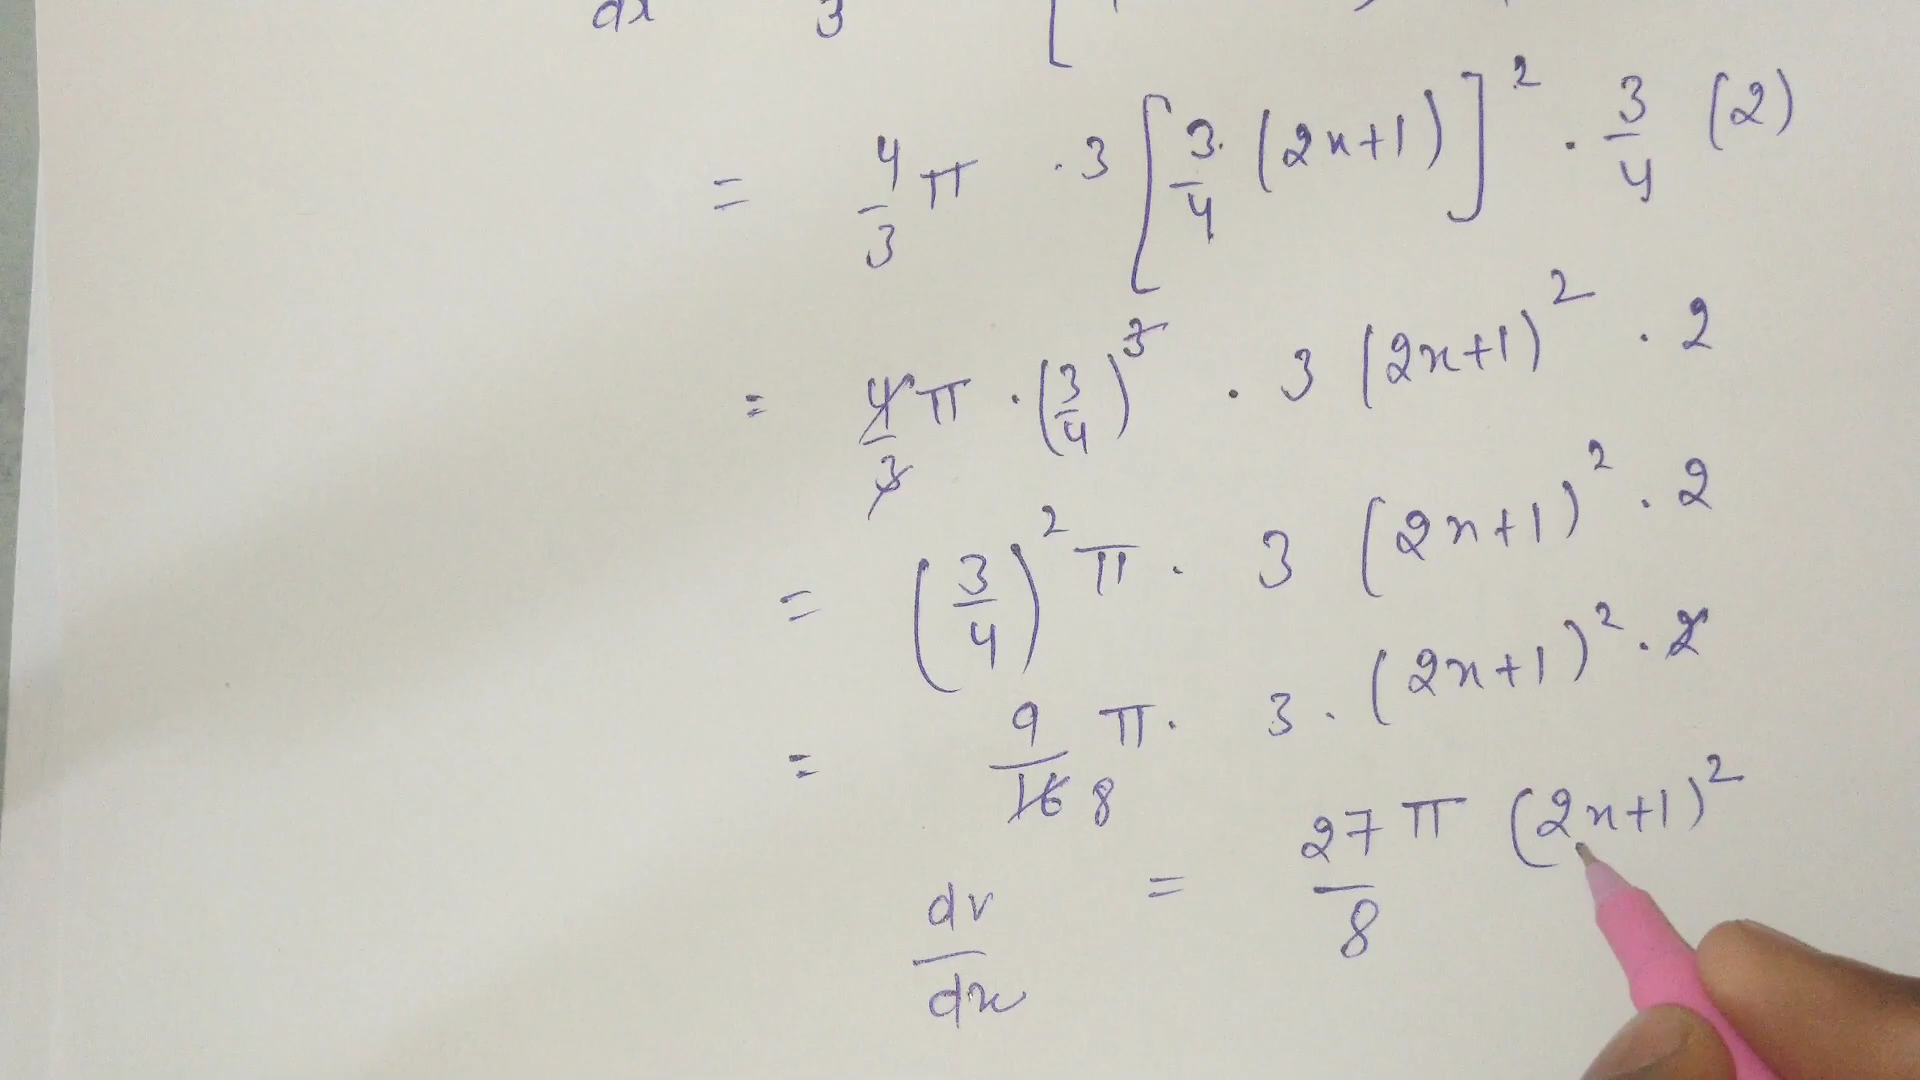 dx 3 [
= 4/3 π · 3 [3/4 (2x+1)]² · 3/4 (2)
= 4/3 π · (3/4)³ · 3 (2x+1)² · 2
= (3/4)² π · 3 (2x+1)² · 2
= 9/16 8 π · 3 · (2x+1)² · 2
dv/dx = 27/8 π (2x+1)²